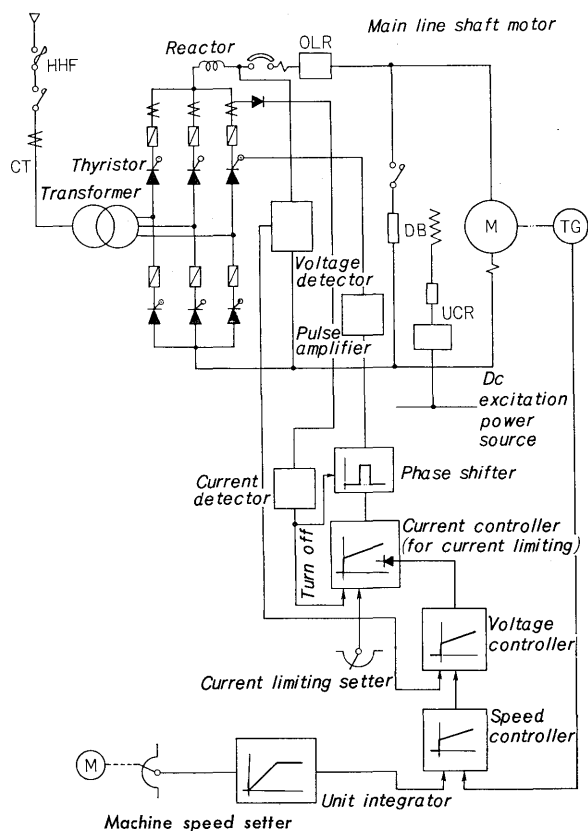 Main line shaft motor
OLR
Reactor
HHF
CT
Thyristor
Transformer
DB
M
TG
Voltage
detector
UCR
Pulse
amplifier
Dc
excitation
power
source
Current
detector
Phase shifter
Turn off
Current controller
(for current limiting)
Voltage
controller
Current limiting setter
Speed
controller
M
Unit integrator
Machine speed setter